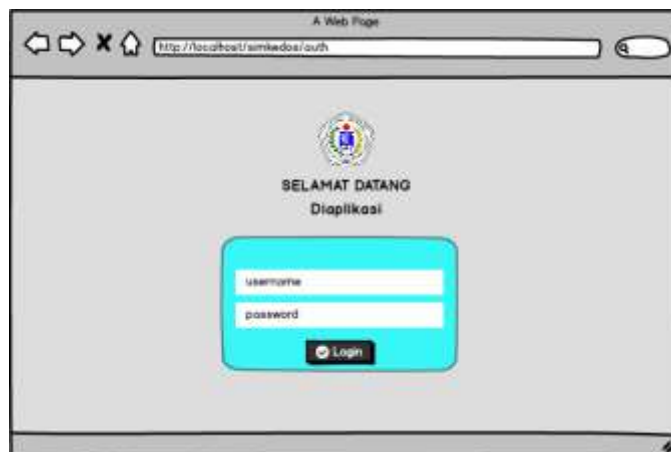 A Web Page
http://localhost/simkedos/auth
SELAMAT DATANG
Diaplikasi
username
password
Login